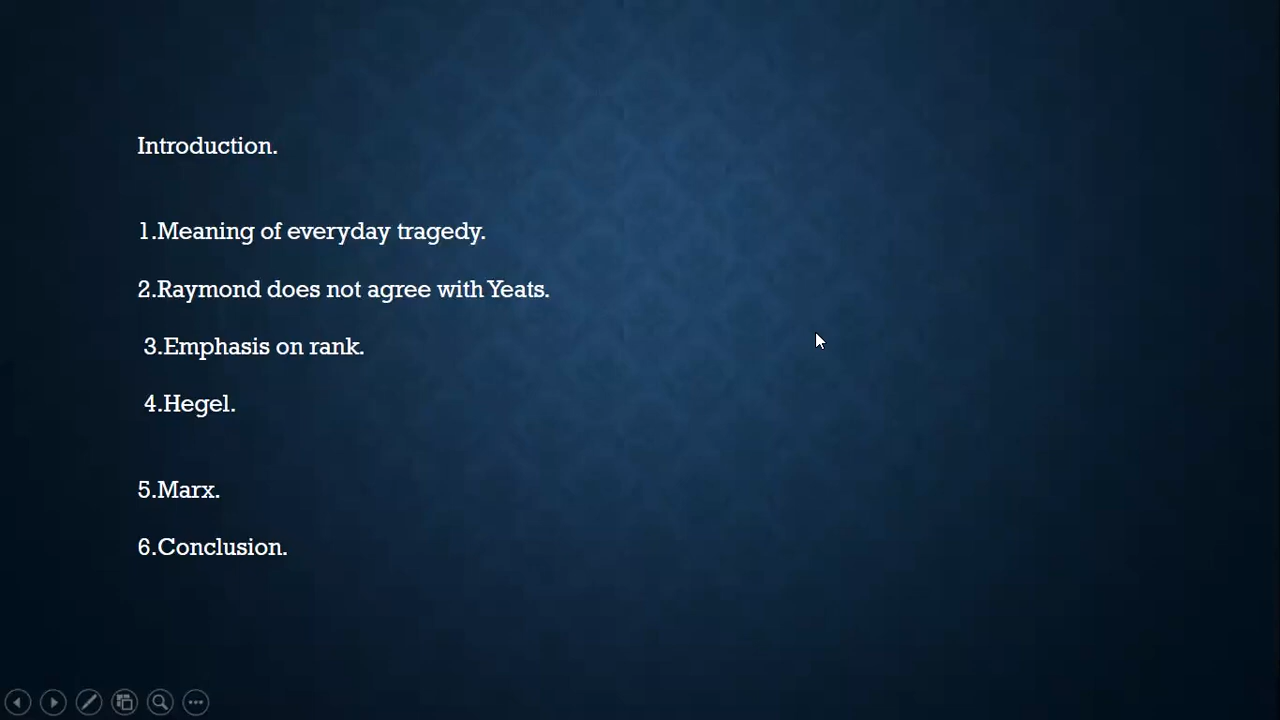 Introduction.
1.Meaning of everyday tragedy.
2.Raymond does not agree with Yeats.
3.Emphasis on rank.
4.Hegel.
5.Marx.
6.Conclusion.